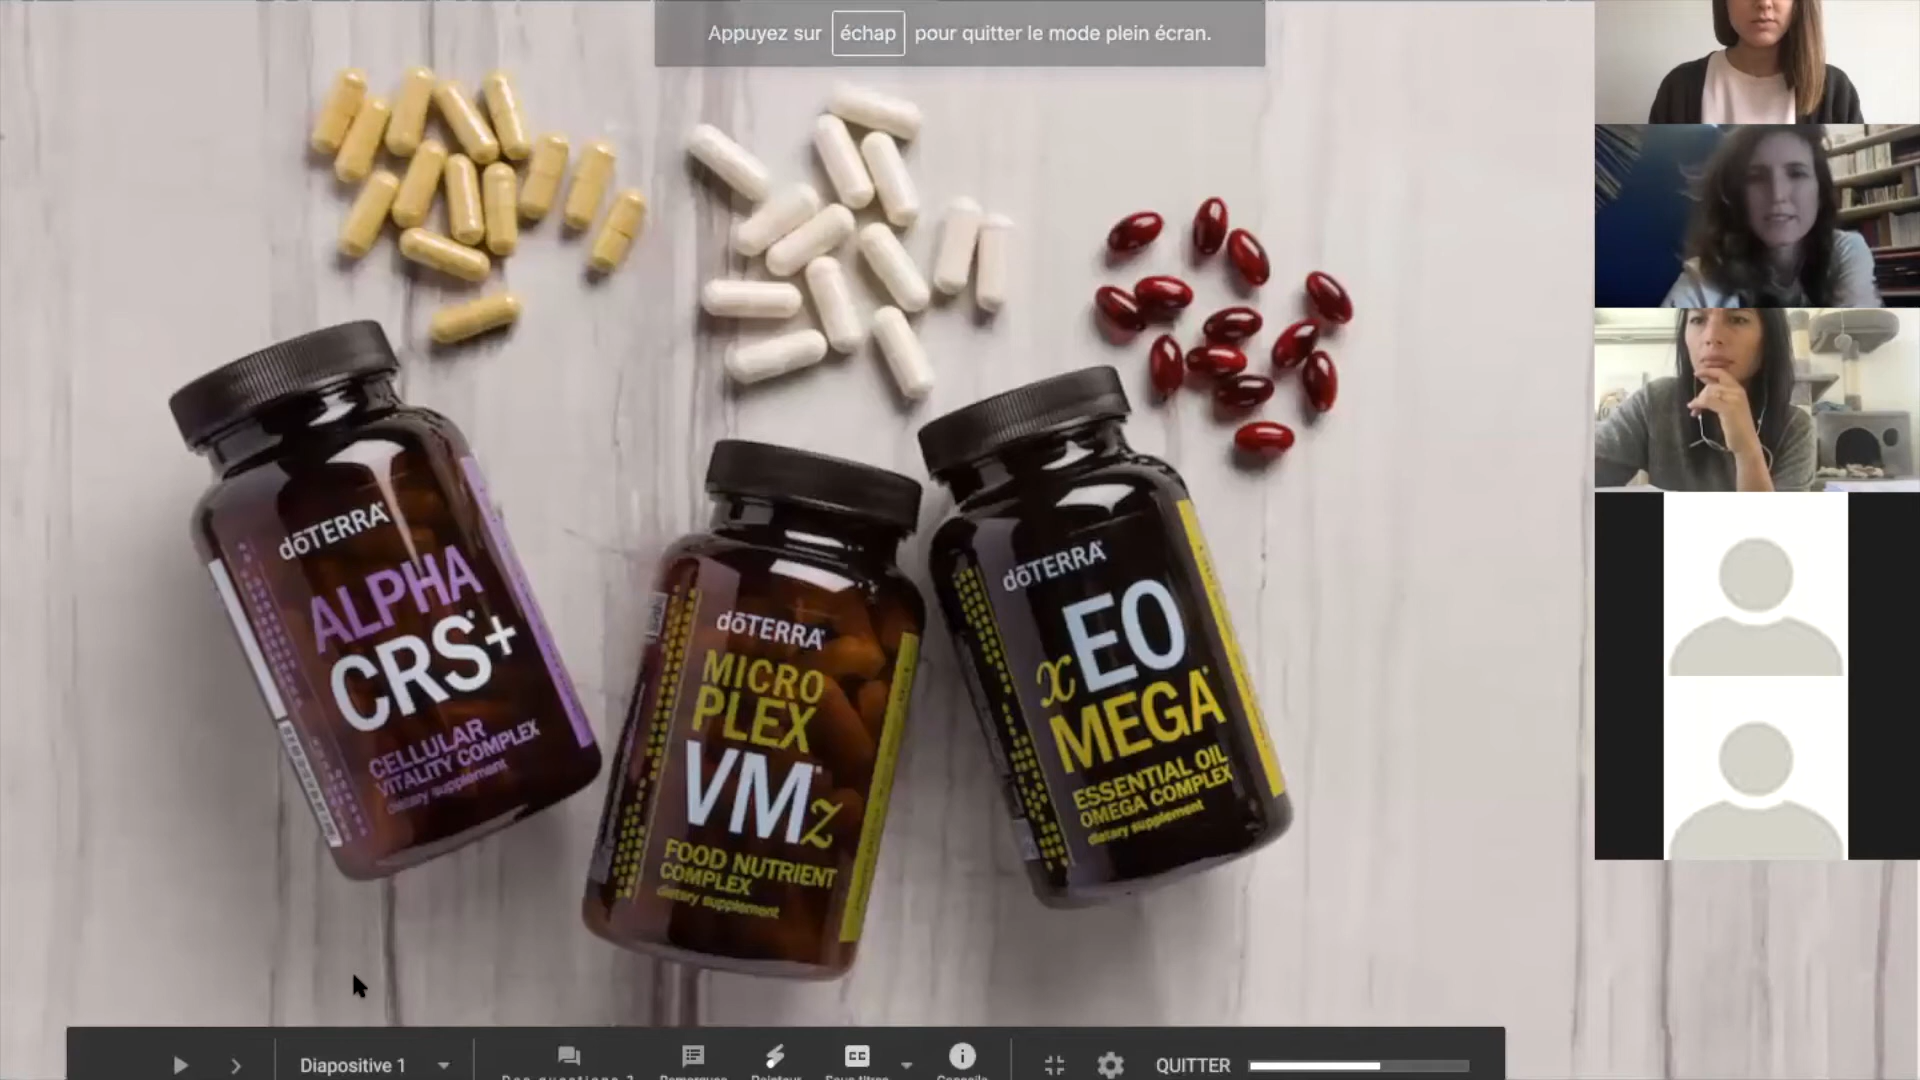 Appuyez sur échap pour quitter le mode plein écran.
dōTERRA
ALPHA
CRS+
CELLULAR
VITALITY COMPLEX
dietary supplement
dōTERRA
MICRO
PLEX
VMz
FOOD NUTRIENT
COMPLEX
dietary supplement
dōTERRA
xEO
MEGA
ESSENTIAL OIL
OMEGA COMPLEX
dietary supplement
Diapositive 1
CC
QUITTER